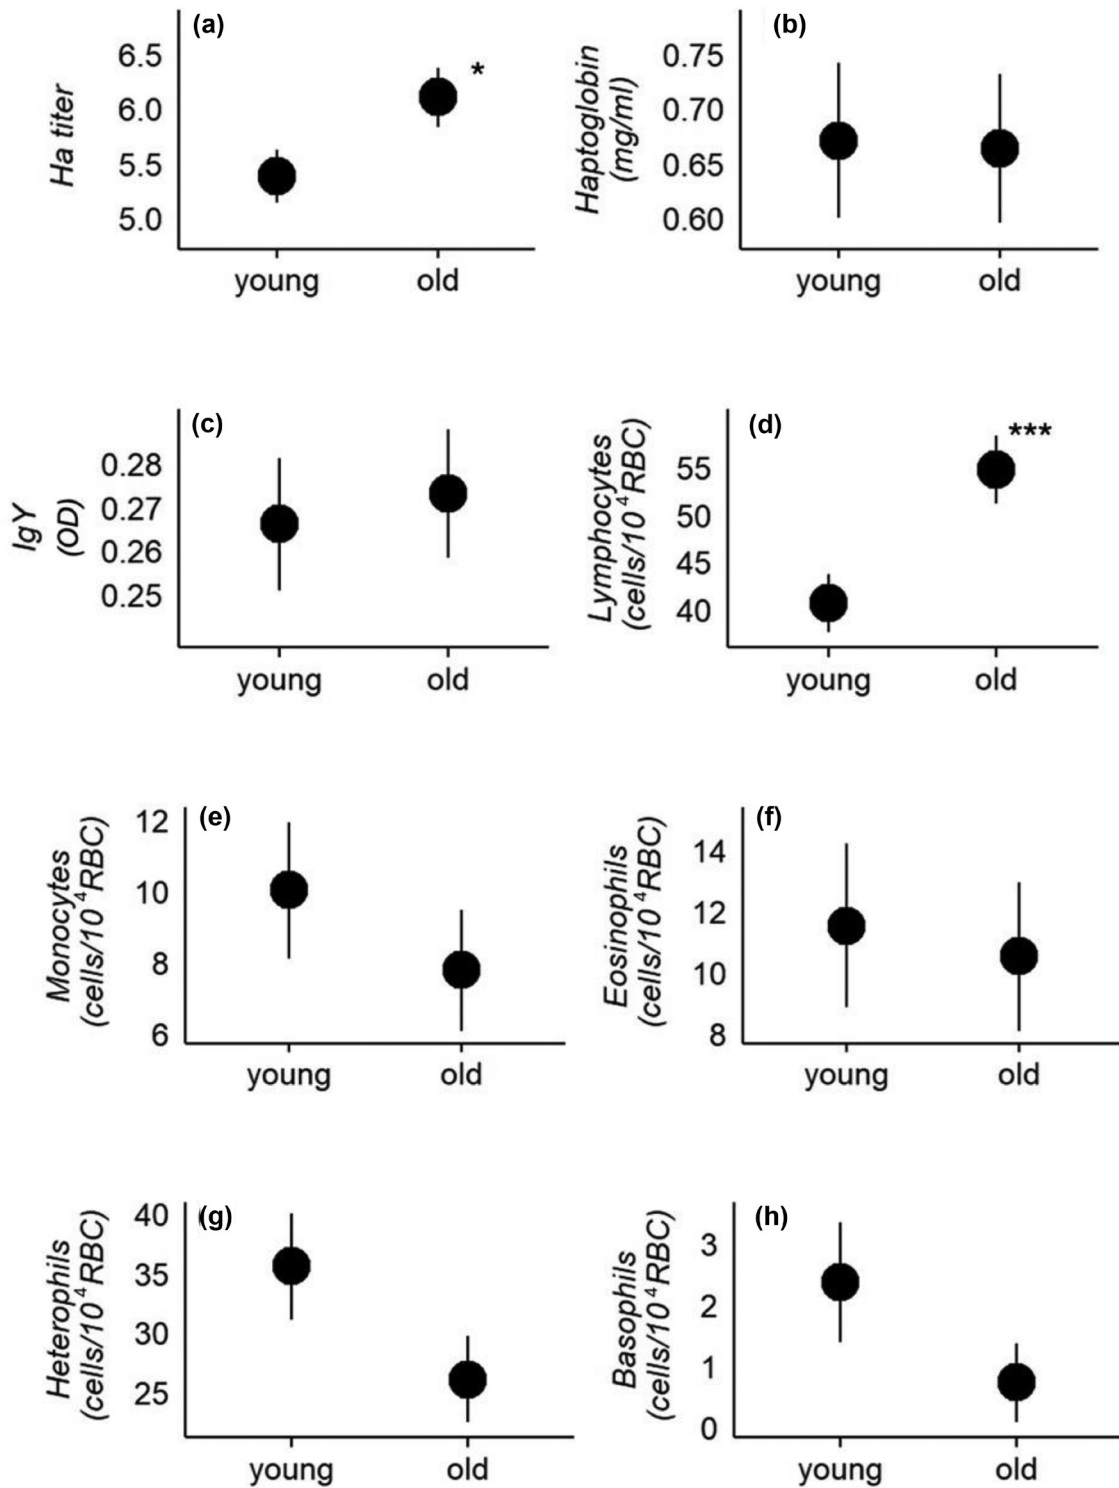 (a)
Ha titer
6.5
6.0
5.5
5.0
*
young old
(b)
Haptoglobin
(mg/ml)
0.75
0.70
0.65
0.60
young old
(c)
IgY
(OD)
0.28
0.27
0.26
0.25
young old
(d)
Lymphocytes
(cells/10⁴RBC)
55
50
45
40
***
young old
(e)
Monocytes
(cells/10⁴RBC)
12
10
8
6
young old
(f)
Eosinophils
(cells/10⁴RBC)
14
12
10
8
young old
(g)
Heterophils
(cells/10⁴RBC)
40
35
30
25
young old
(h)
Basophils
(cells/10⁴RBC)
3
2
1
0
young old